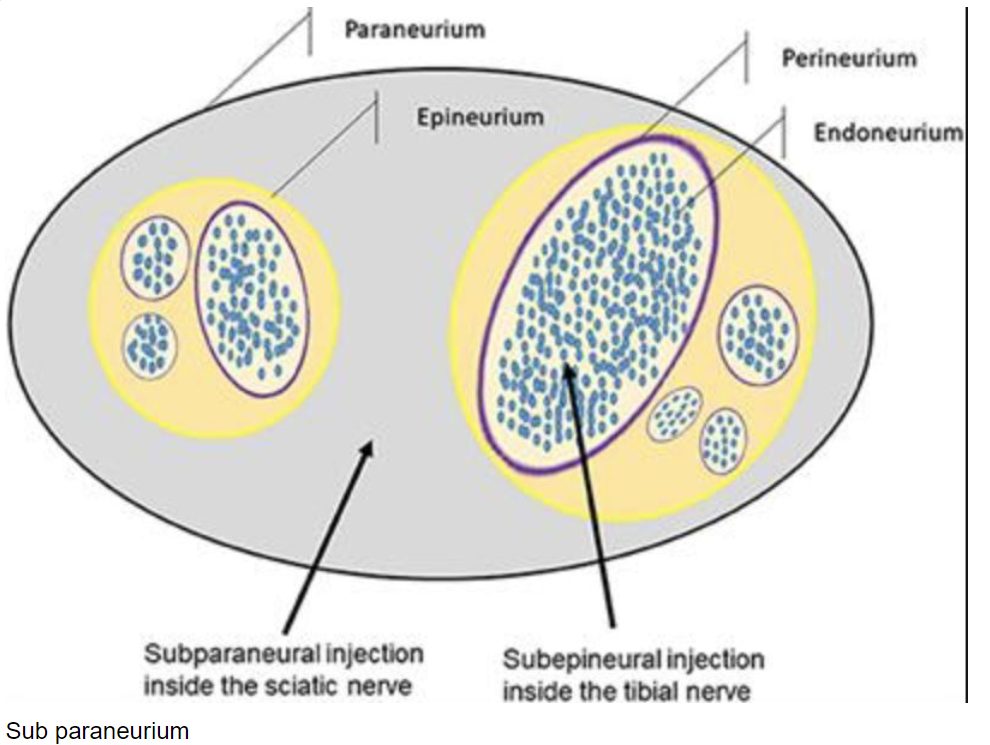 Paraneurium
Perineurium
Epineurium
Endoneurium
Subparaneural injection
inside the sciatic nerve
Subepineural injection
inside the tibial nerve
Sub paraneurium